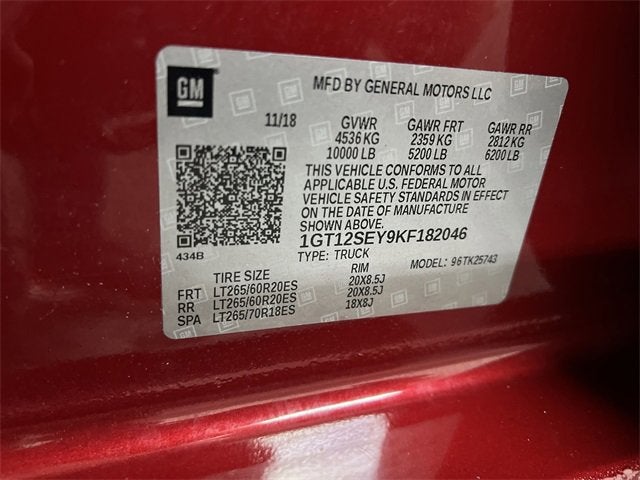 GM
MFD BY GENERAL MOTORS LLC
11/18 GVWR GAWR FRT GAWR RR
4536 KG 2359 KG 2812 KG
10000 LB 5200 LB 6200 LB
THIS VEHICLE CONFORMS TO ALL
APPLICABLE U.S. FEDERAL MOTOR
VEHICLE SAFETY STANDARDS IN EFFECT
ON THE DATE OF MANUFACTURE
SHOWN ABOVE.
434B 1GT12SEY9KF182046
TYPE: TRUCK MODEL: 96TK25743
TIRE SIZE RIM
FRT LT265/60R20ES 20X8.5J
RR LT265/60R20ES 20X8.5J
SPA LT265/70R18ES 18X8J